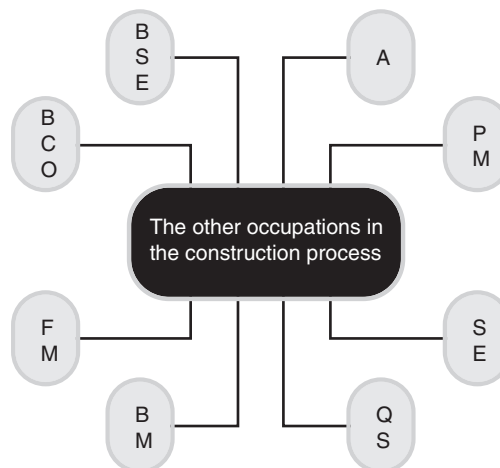 B
S
E
A
B
C
O
P
M
The other occupations in
the construction process
F
M
S
E
B
M
Q
S